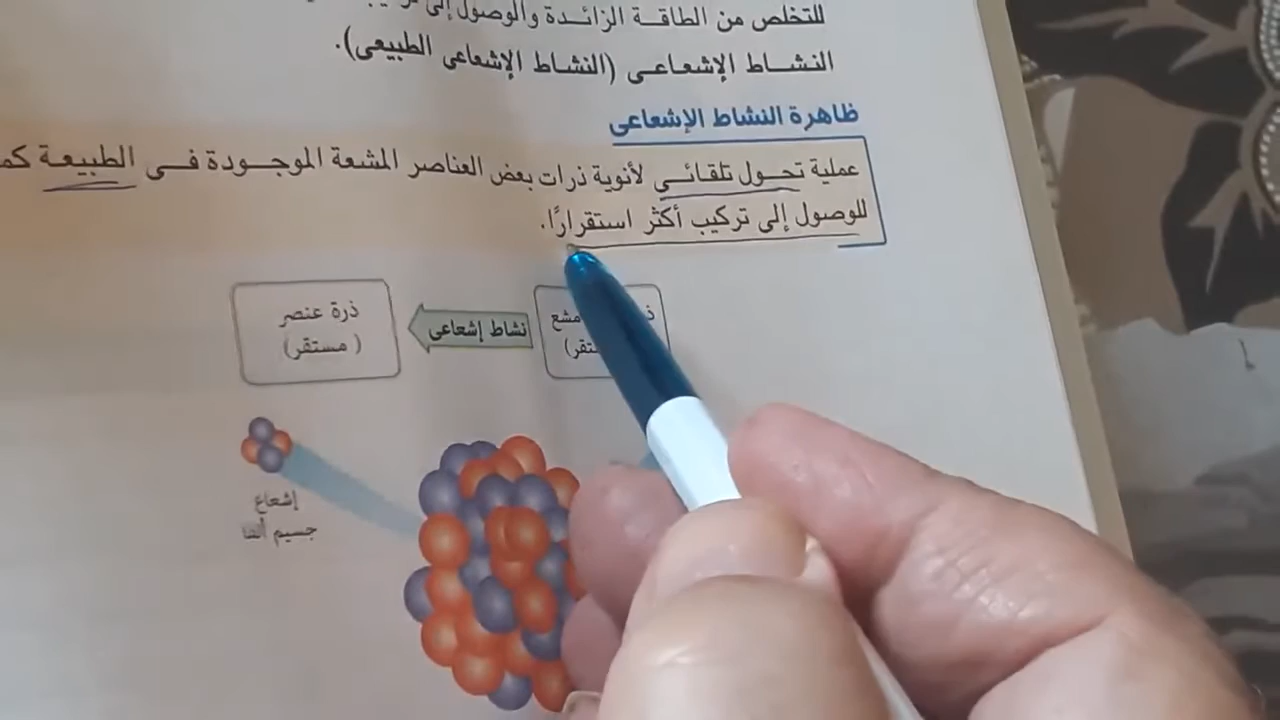 للتخلص من الطاقة الزائدة والوصول إلى
النشاط الإشعاعى (النشاط الإشعاعى الطبيعى).
ظاهرة النشاط الإشعاعى
عملية تحول تلقائى لأنوية ذرات بعض العناصر المشعة الموجودة فى الطبيعة
للوصول إلى تركيب أكثر استقرارًا.
مشع
نشاط إشعاعى
ذرة عنصر
(مستقر)
إشعاع
جسيم ألفا